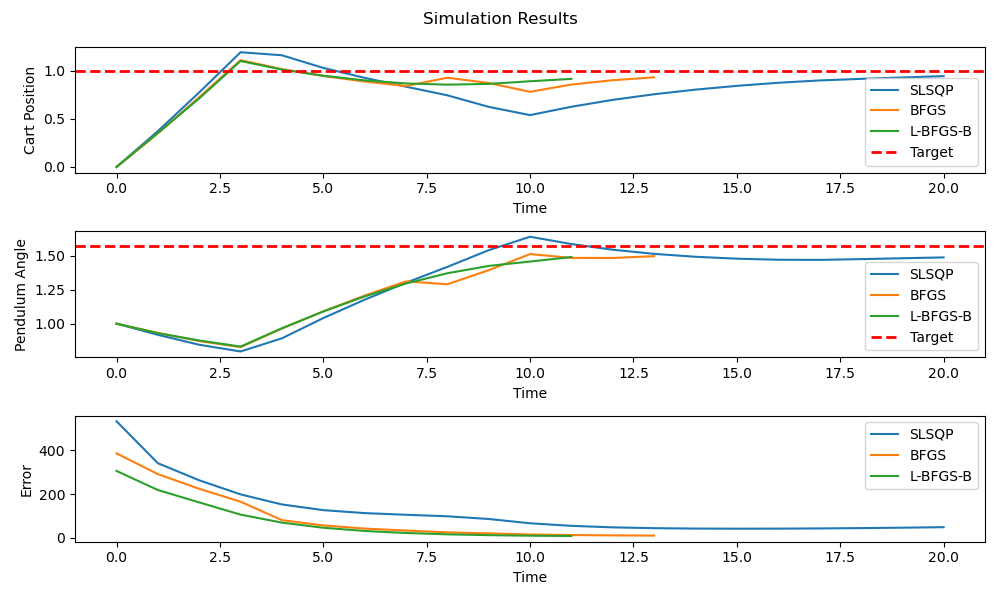 Simulation Results
Cart Position
1.0
0.5
0.0
SLSQP
BFGS
L-BFGS-B
Target
0.0 2.5 5.0 7.5 10.0 12.5 15.0 17.5 20.0
Time
Pendulum Angle
1.50
1.25
1.00
SLSQP
BFGS
L-BFGS-B
Target
0.0 2.5 5.0 7.5 10.0 12.5 15.0 17.5 20.0
Time
Error
400
200
0
SLSQP
BFGS
L-BFGS-B
0.0 2.5 5.0 7.5 10.0 12.5 15.0 17.5 20.0
Time